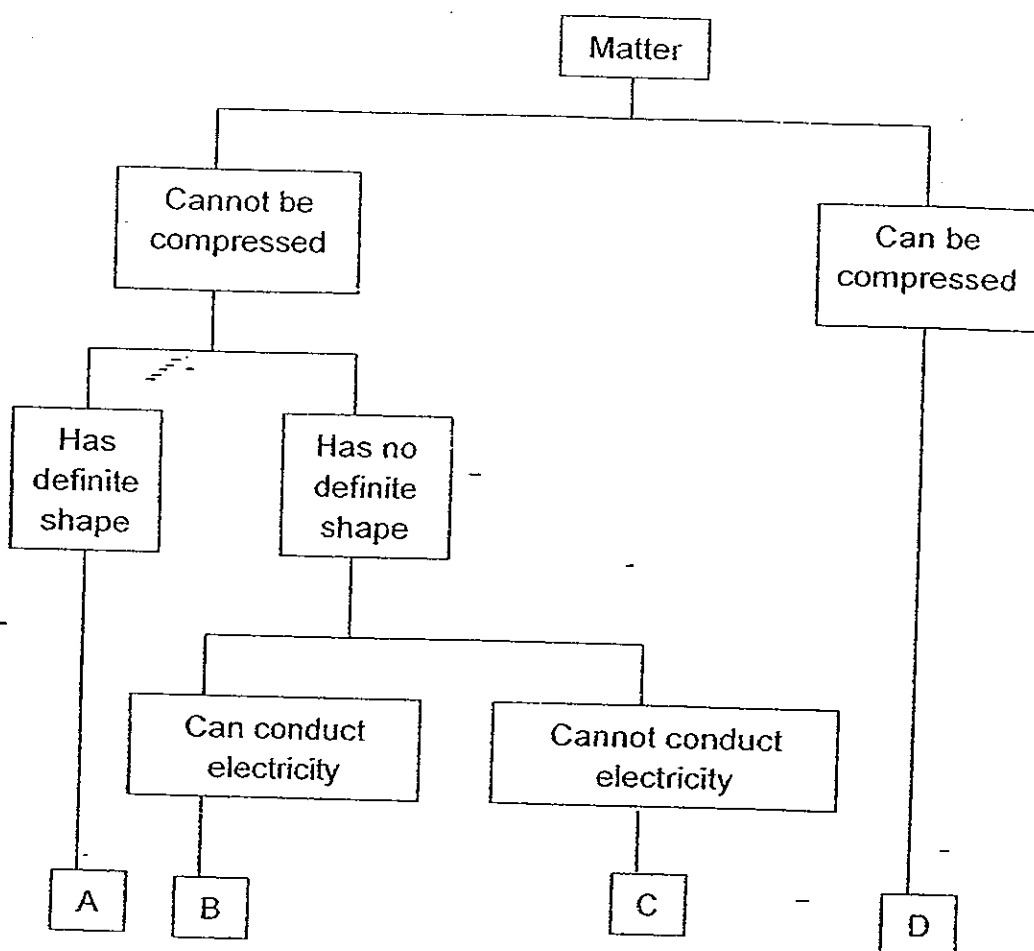 Matter
Cannot be
compressed
Can be
compressed
Has
definite
shape
Has no
definite
shape
Can conduct
electricity
Cannot conduct
electricity
A
B
C
D